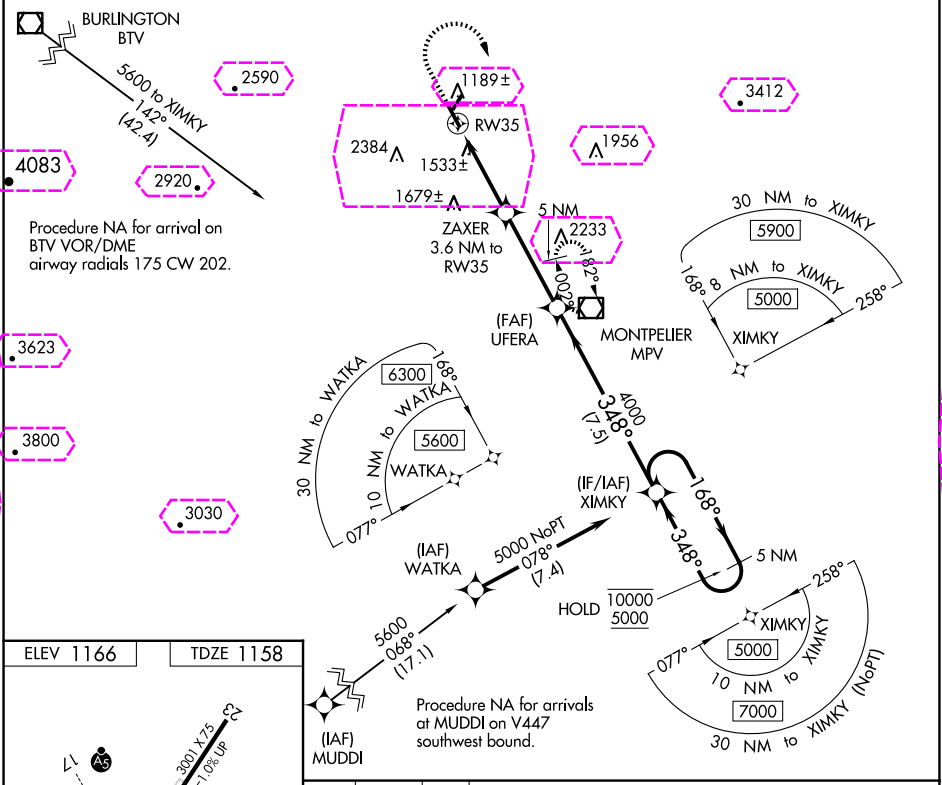 BURLINGTON
BTV
5600 to XIMKY
142°
(42.4)
2590
1189±
3412
RW35
2384
1533±
1956
4083
2920
1679±
Procedure NA for arrival on
BTV VOR/DME
airway radials 175 CW 202.
ZAXER
3.6 NM to
RW35
5 NM
2233
182°
002°
30 NM to XIMKY
5900
168°
8 NM to XIMKY
5000
258°
XIMKY
(FAF)
UFERA
MONTPELIER
MPV
3623
3800
3030
30 NM to WATKA
6300
168°
10 NM to WATKA
5600
WATKA
077°
4000
348°
(7.5)
(IF/IAF)
XIMKY
168°
348°
5 NM
HOLD
10000
5000
(IAF)
WATKA
5000 NoPT
078°
(7.4)
5600
068°
(17.1)
(IAF)
MUDDI
Procedure NA for arrivals
at MUDDI on V447
southwest bound.
258°
XIMKY
077°
5000
10 NM to XIMKY
7000
30 NM to XIMKY (NoPT)
ELEV 1166
TDZE 1158
17
A5
3001 X 75
-1.0% UP
23